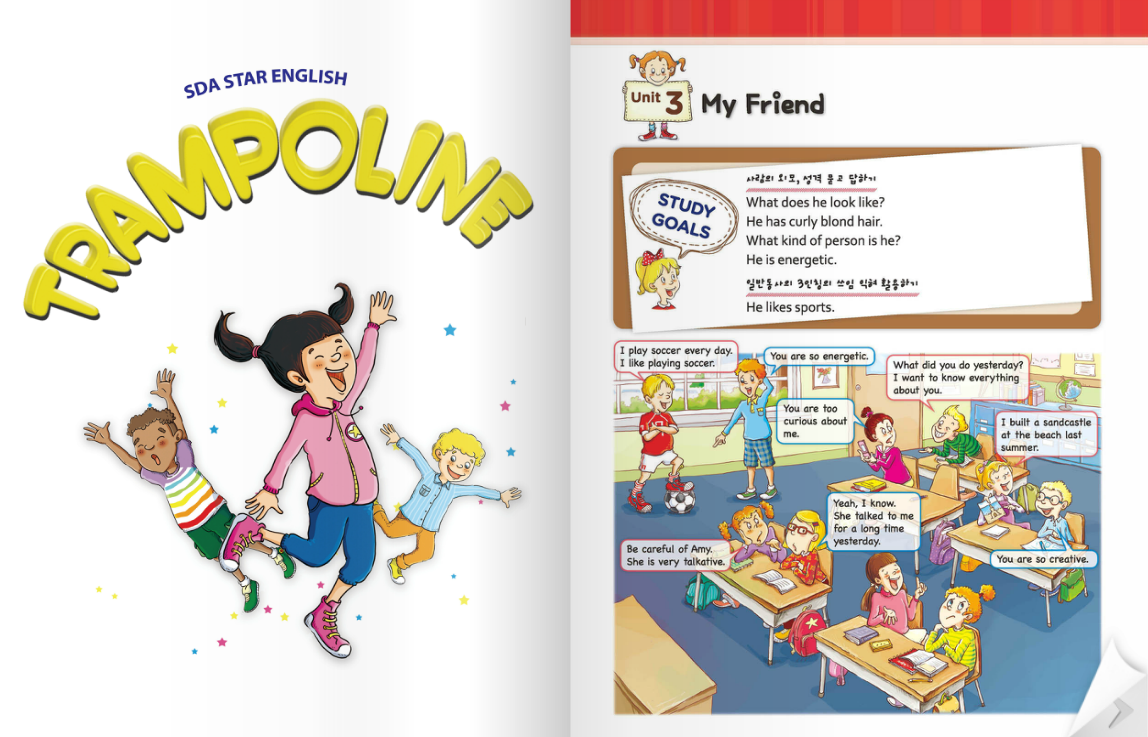 SDA STAR ENGLISH
TRAMPOLINE
Unit 3 My Friend
STUDY
GOALS
사람의 외모, 성격 묻고 답하기
What does he look like?
He has curly blond hair.
What kind of person is he?
He is energetic.
일반동사의 3인칭의 쓰임 익혀 활용하기
He likes sports.
I play soccer every day.
I like playing soccer.
You are so energetic.
What did you do yesterday?
I want to know everything
about you.
You are too
curious about
me.
I built a sandcastle
at the beach last
summer.
Yeah, I know.
She talked to me
for a long time
yesterday.
Be careful of Amy.
She is very talkative.
You are so creative.